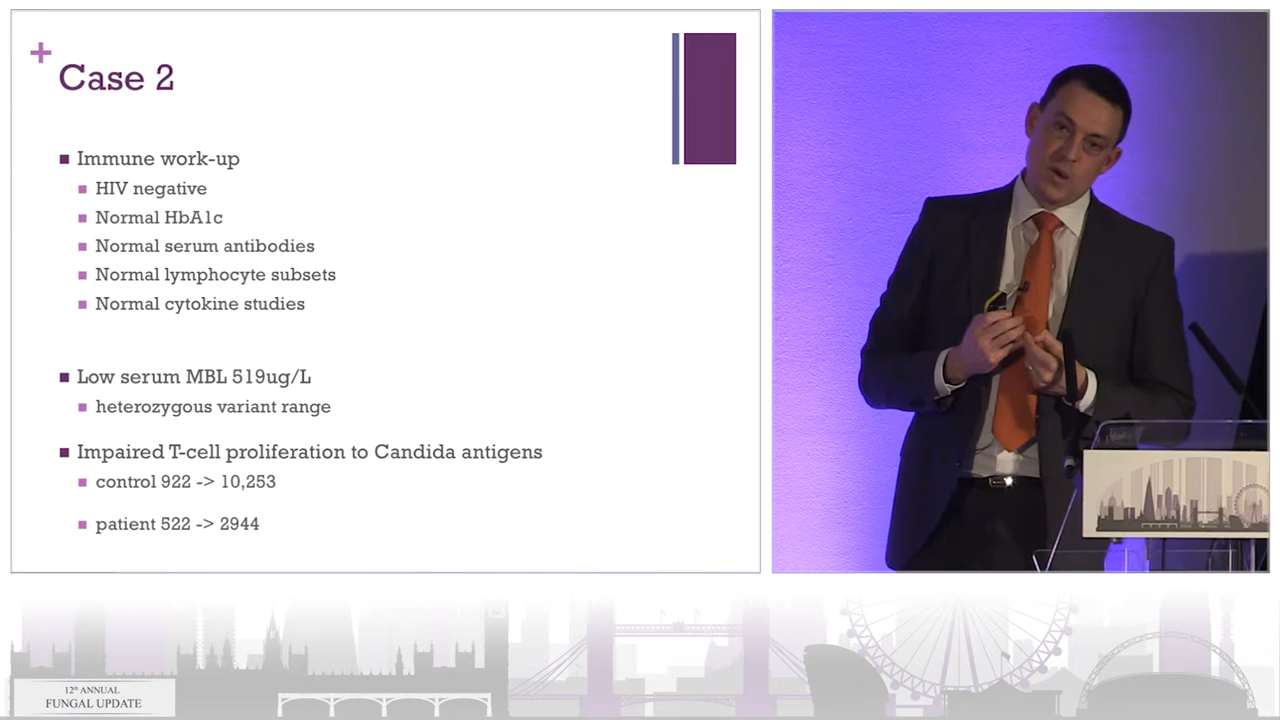 +
Case 2
■ Immune work-up
■ HIV negative
■ Normal HbA1c
■ Normal serum antibodies
■ Normal lymphocyte subsets
■ Normal cytokine studies
■ Low serum MBL 519ug/L
■ heterozygous variant range
■ Impaired T-cell proliferation to Candida antigens
■ control 922 -> 10,253
■ patient 522 -> 2944
12th ANNUAL
FUNGAL UPDATE